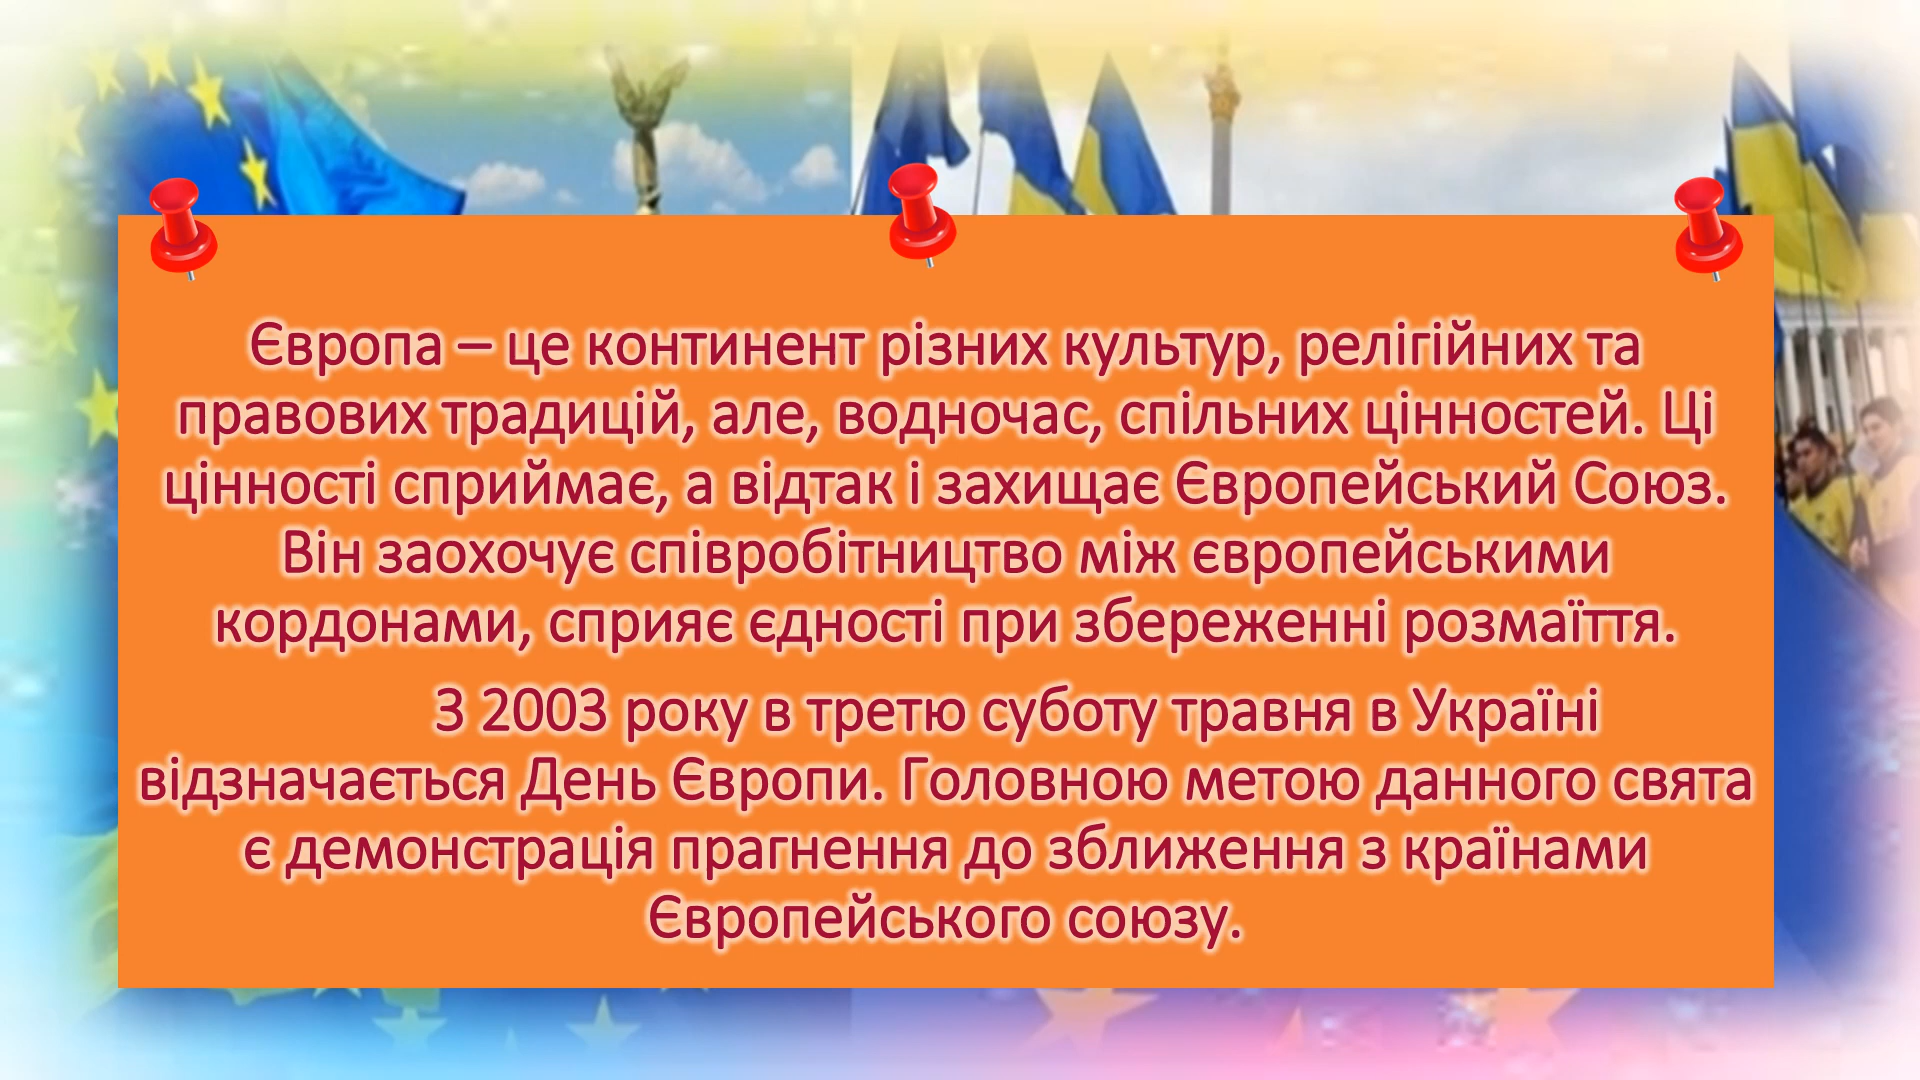 Європа – це континент різних культур, релігійних та
правових традицій, але, водночас, спільних цінностей. Ці
цінності сприймає, а відтак і захищає Європейський Союз.
Він заохочує співробітництво між європейськими
кордонами, сприяє єдності при збереженні розмаїття.
З 2003 року в третю суботу травня в Україні
відзначається День Європи. Головною метою данного свята
є демонстрація прагнення до зближення з країнами
Європейського союзу.